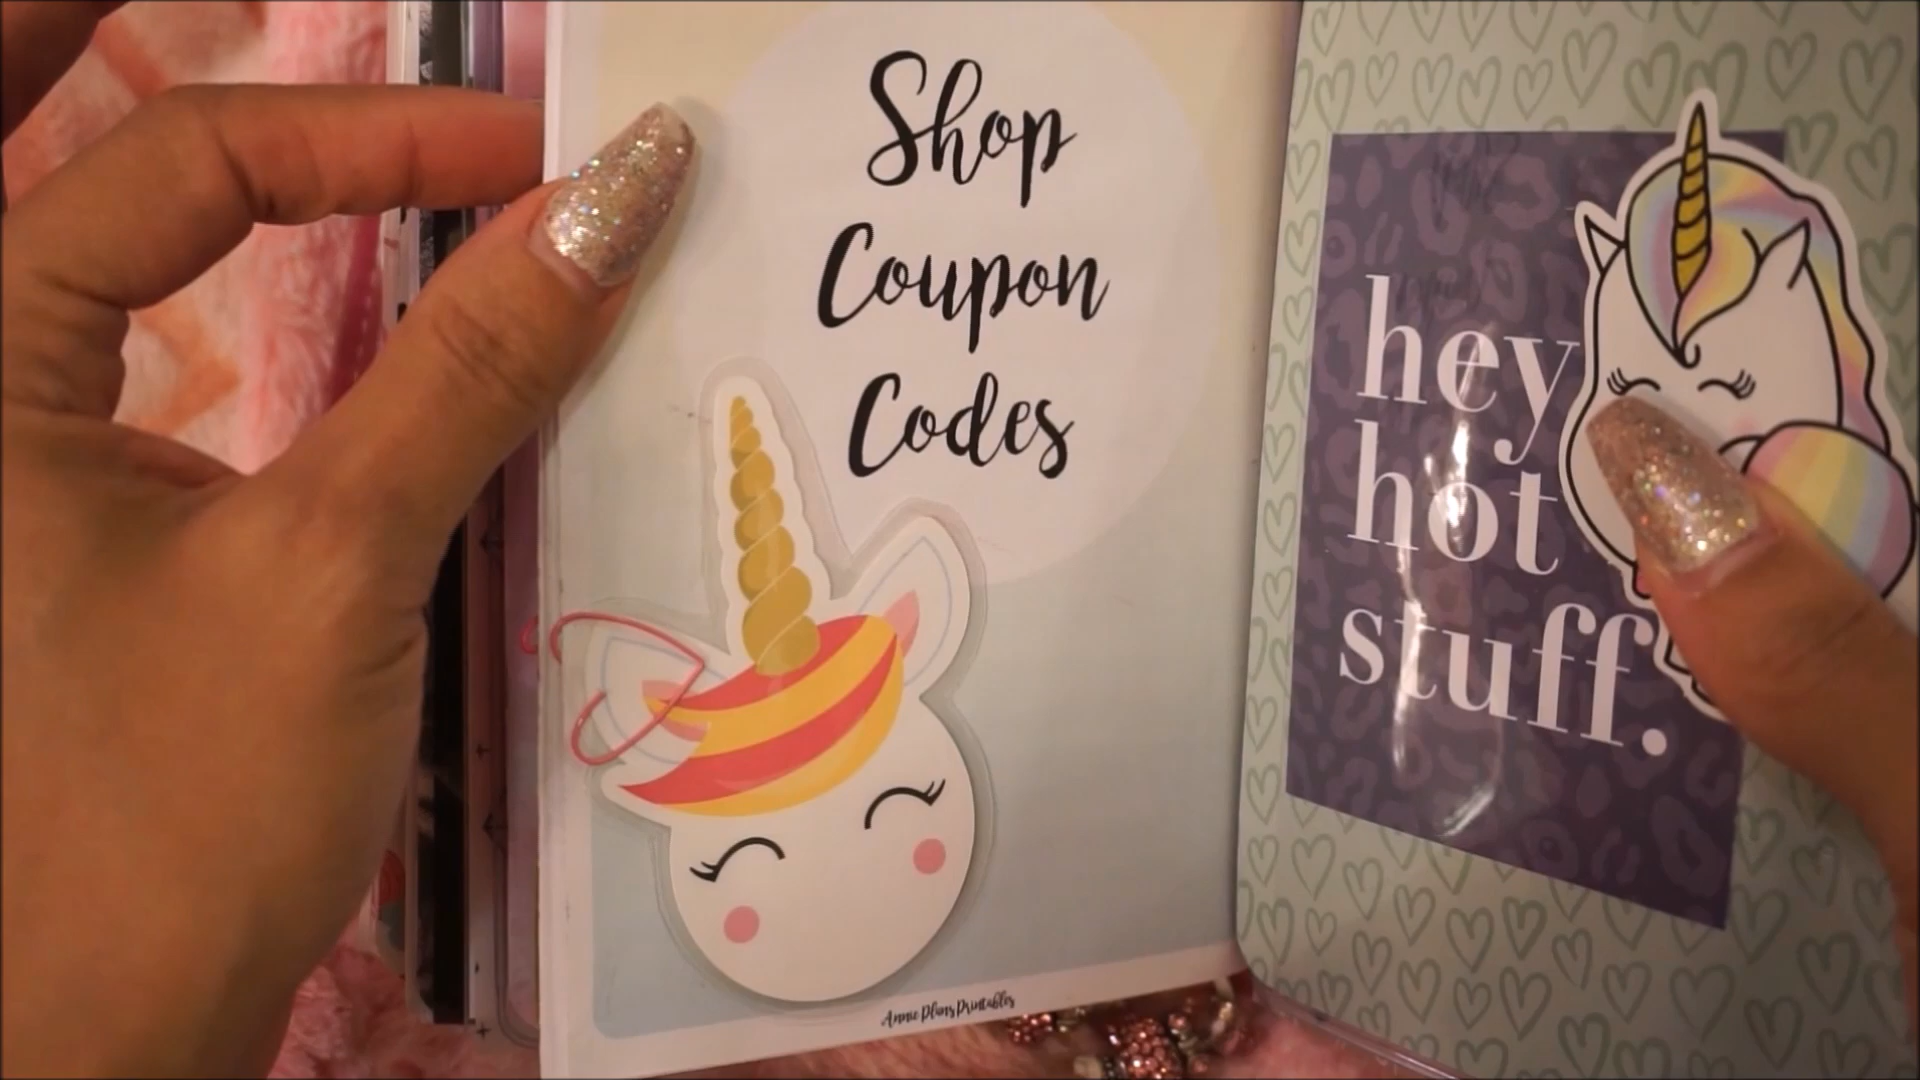 Shop
Coupon
Codes
Annie Plans Printables
hey
hot
stuff.